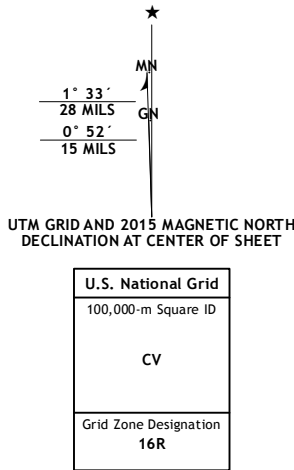 ★
MN
1° 33´
28 MILS
GN
0° 52´
15 MILS
UTM GRID AND 2015 MAGNETIC NORTH
DECLINATION AT CENTER OF SHEET
U.S. National Grid
100,000-m Square ID
CV
Grid Zone Designation
16R